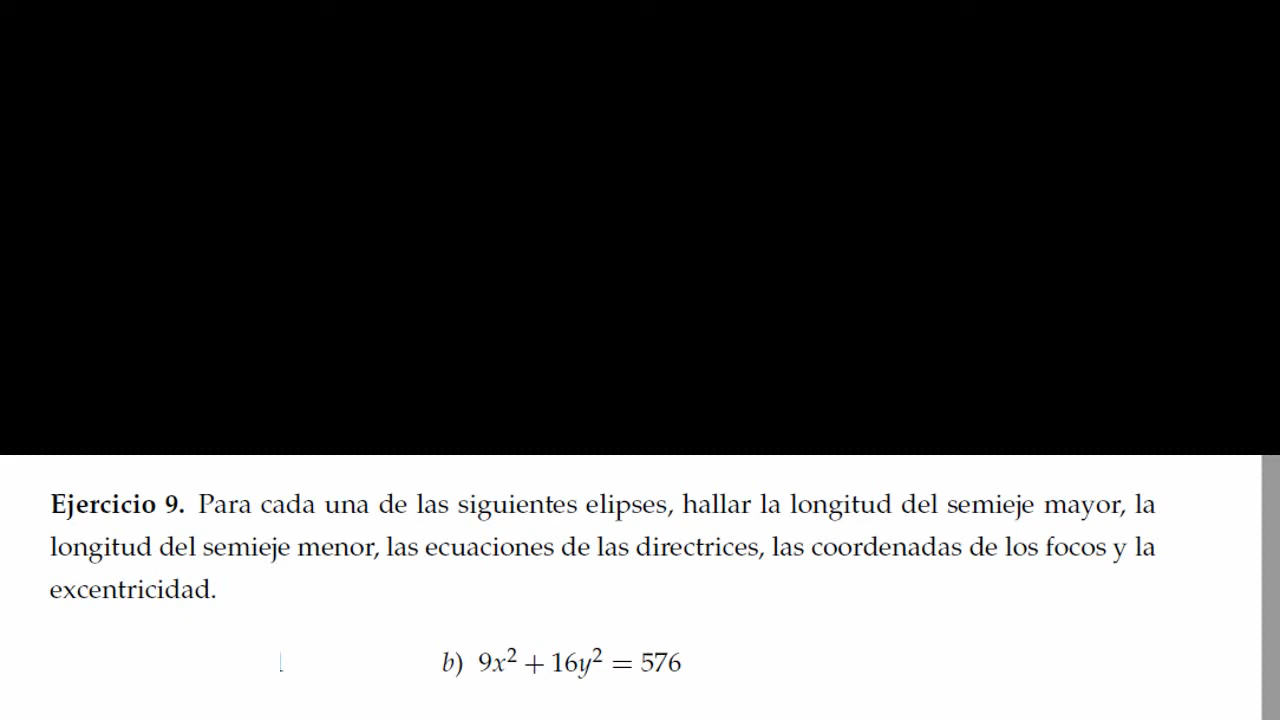 Ejercicio 9. Para cada una de las siguientes elipses, hallar la longitud del semieje mayor, la
longitud del semieje menor, las ecuaciones de las directrices, las coordenadas de los focos y la
excentricidad.
b) 9x² + 16y² = 576